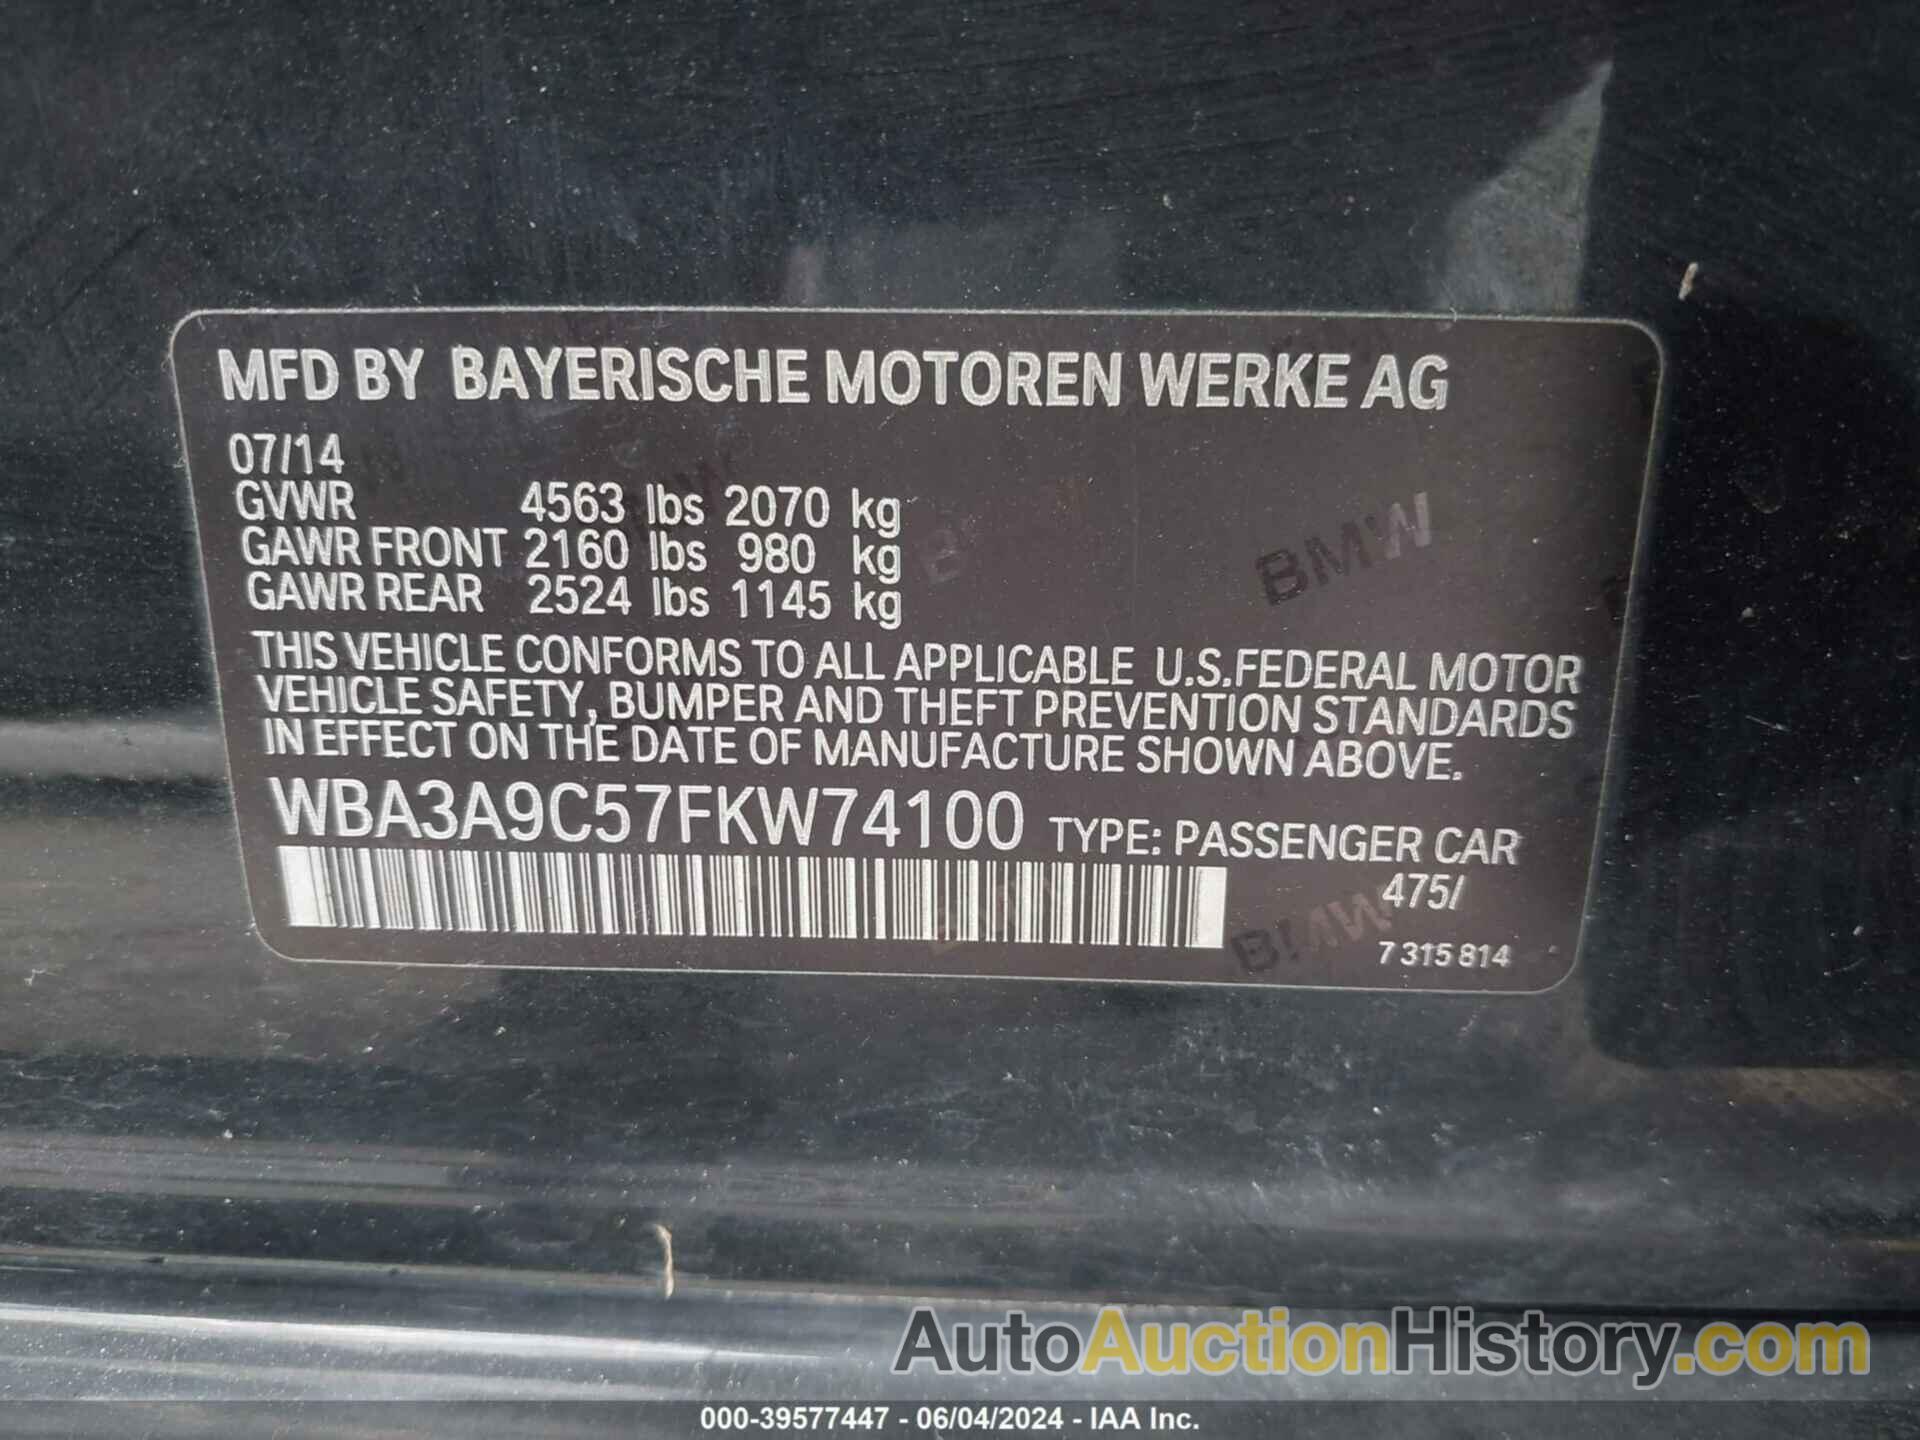 MFD BY BAYERISCHE MOTOREN WERKE AG
07/14
GVWR 4563 lbs 2070 kg
GAWR FRONT 2160 lbs 980 kg
GAWR REAR 2524 lbs 1145 kg
THIS VEHICLE CONFORMS TO ALL APPLICABLE U.S.FEDERAL MOTOR
VEHICLE SAFETY, BUMPER AND THEFT PREVENTION STANDARDS
IN EFFECT ON THE DATE OF MANUFACTURE SHOWN ABOVE.
WBA3A9C57FKW74100 TYPE: PASSENGER CAR
475/
7 315 814
BMW
BMW
AutoAuctionHistory.com
000-39577447 - 06/04/2024 - IAA Inc.